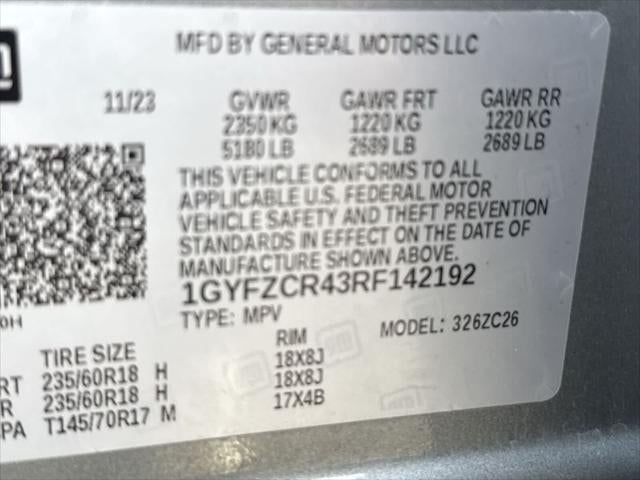 MFD BY GENERAL MOTORS LLC
11/23 GVWR GAWR FRT GAWR RR
2350 KG 1220 KG 1220 KG
5180 LB 2689 LB 2689 LB
THIS VEHICLE CONFORMS TO ALL
APPLICABLE U.S. FEDERAL MOTOR
VEHICLE SAFETY AND THEFT PREVENTION
STANDARDS IN EFFECT ON THE DATE OF
MANUFACTURE SHOWN ABOVE.
1GYFZCR43RF142192
TYPE: MPV MODEL: 326ZC26
TIRE SIZE RIM
RT 235/60R18 H 18X8J
R 235/60R18 H 18X8J
PA T145/70R17 M 17X4B